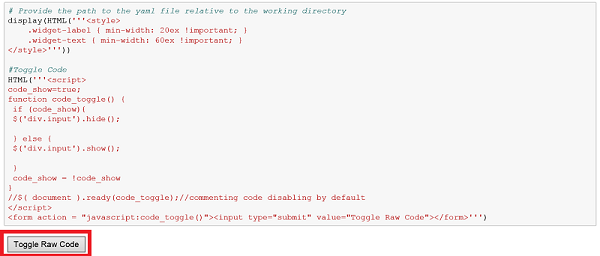 # Provide the path to the yaml file relative to the working directory
display(HTML('''<style>
    .widget-label { min-width: 20ex !important; }
    .widget-text { min-width: 60ex !important; }
</style>'''))

#Toggle Code
HTML('''<script>
code_show=true;
function code_toggle() {
 if (code_show){
 $('div.input').hide();

 } else {
 $('div.input').show();

 }
 code_show = !code_show
}
//$( document ).ready(code_toggle);//commenting code disabling by default
</script>
<form action = "javascript:code_toggle()"><input type="submit" value="Toggle Raw Code"></form>''')
Toggle Raw Code